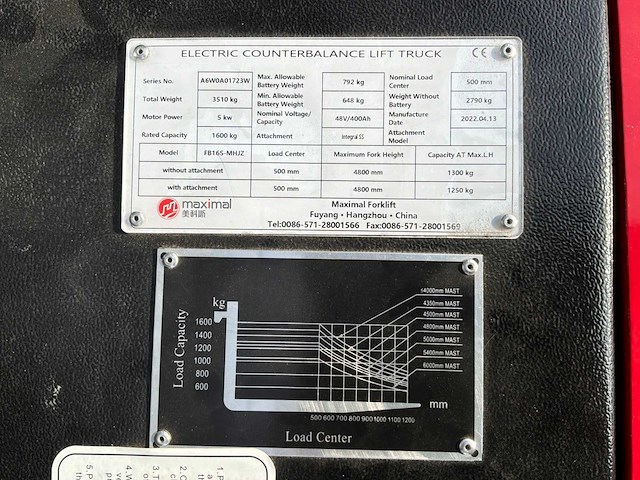 ELECTRIC COUNTERBALANCE LIFT TRUCK CE
Series No. A6W0A01723W Max. Allowable Battery Weight 792 kg Nominal Load Center 500 mm
Total Weight 3510 kg Min. Allowable Battery Weight 648 kg Weight Without Battery 2790 kg
Motor Power 5 kw Nominal Voltage/ Capacity 48V/400Ah Manufacture Date 2022.04.13
Rated Capacity 1600 kg Attachment integral SS Attachment Model
Model FB16S-MHJZ Load Center Maximum Fork Height Capacity AT Max.L.H
without attachment 500 mm 4800 mm 1300 kg
with attachment 500 mm 4800 mm 1250 kg
maximal
美科斯
Maximal Forklift
Fuyang・Hangzhou・China
Tel:0086-571-28001566 Fax:0086-571-28001569
kg
Load Capacity
1600
1400
1200
1000
800
600
≤4000mm MAST
4350mm MAST
4500mm MAST
4800mm MAST
5000mm MAST
5400mm MAST
6000mm MAST
mm
500 600 700 800 900 1000 1100 1200
Load Center